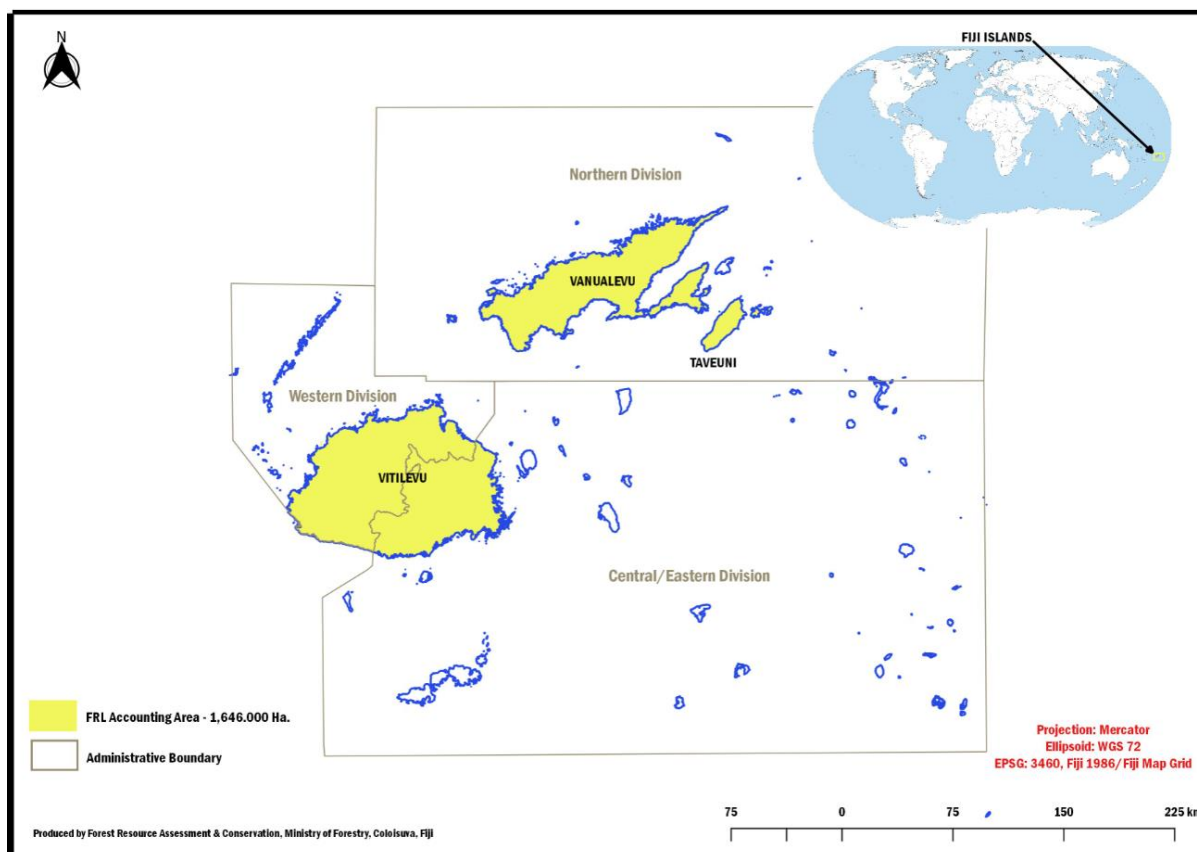 N
FIJI ISLANDS
Northern Division
VANUALEVU
TAVEUNI
Western Division
VITILEVU
Central/Eastern Division
FRL Accounting Area - 1,646.000 Ha.
Administrative Boundary
Projection: Mercator
Ellipsoid: WGS 72
EPSG: 3460, Fiji 1986/Fiji Map Grid
75 0 75 150 225 km
Produced by Forest Resource Assessment & Conservation, Ministry of Forestry, Coloisuva, Fiji